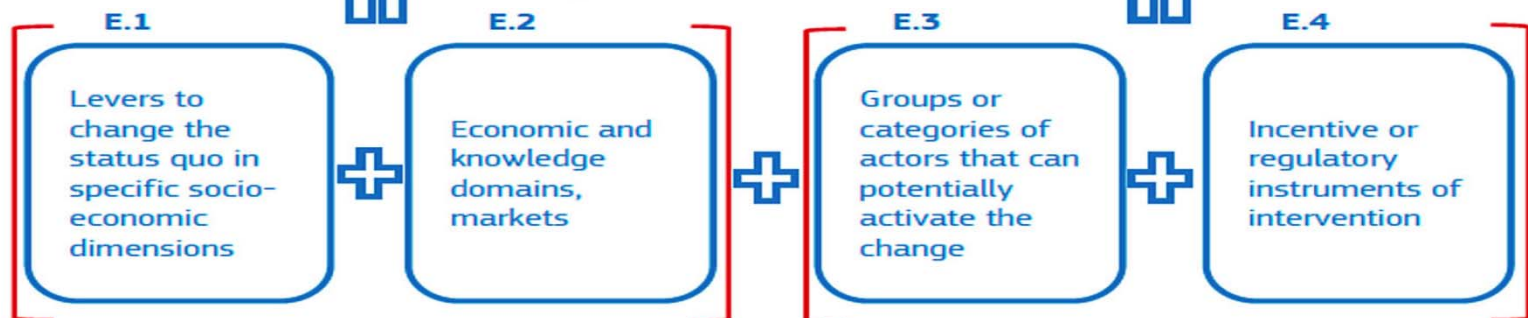 E.1
E.2
E.3
E.4
Levers to
change the
status quo in
specific socio-
economic
dimensions
Economic and
knowledge
domains,
markets
Groups or
categories of
actors that can
potentially
activate the
change
Incentive or
regulatory
instruments of
intervention